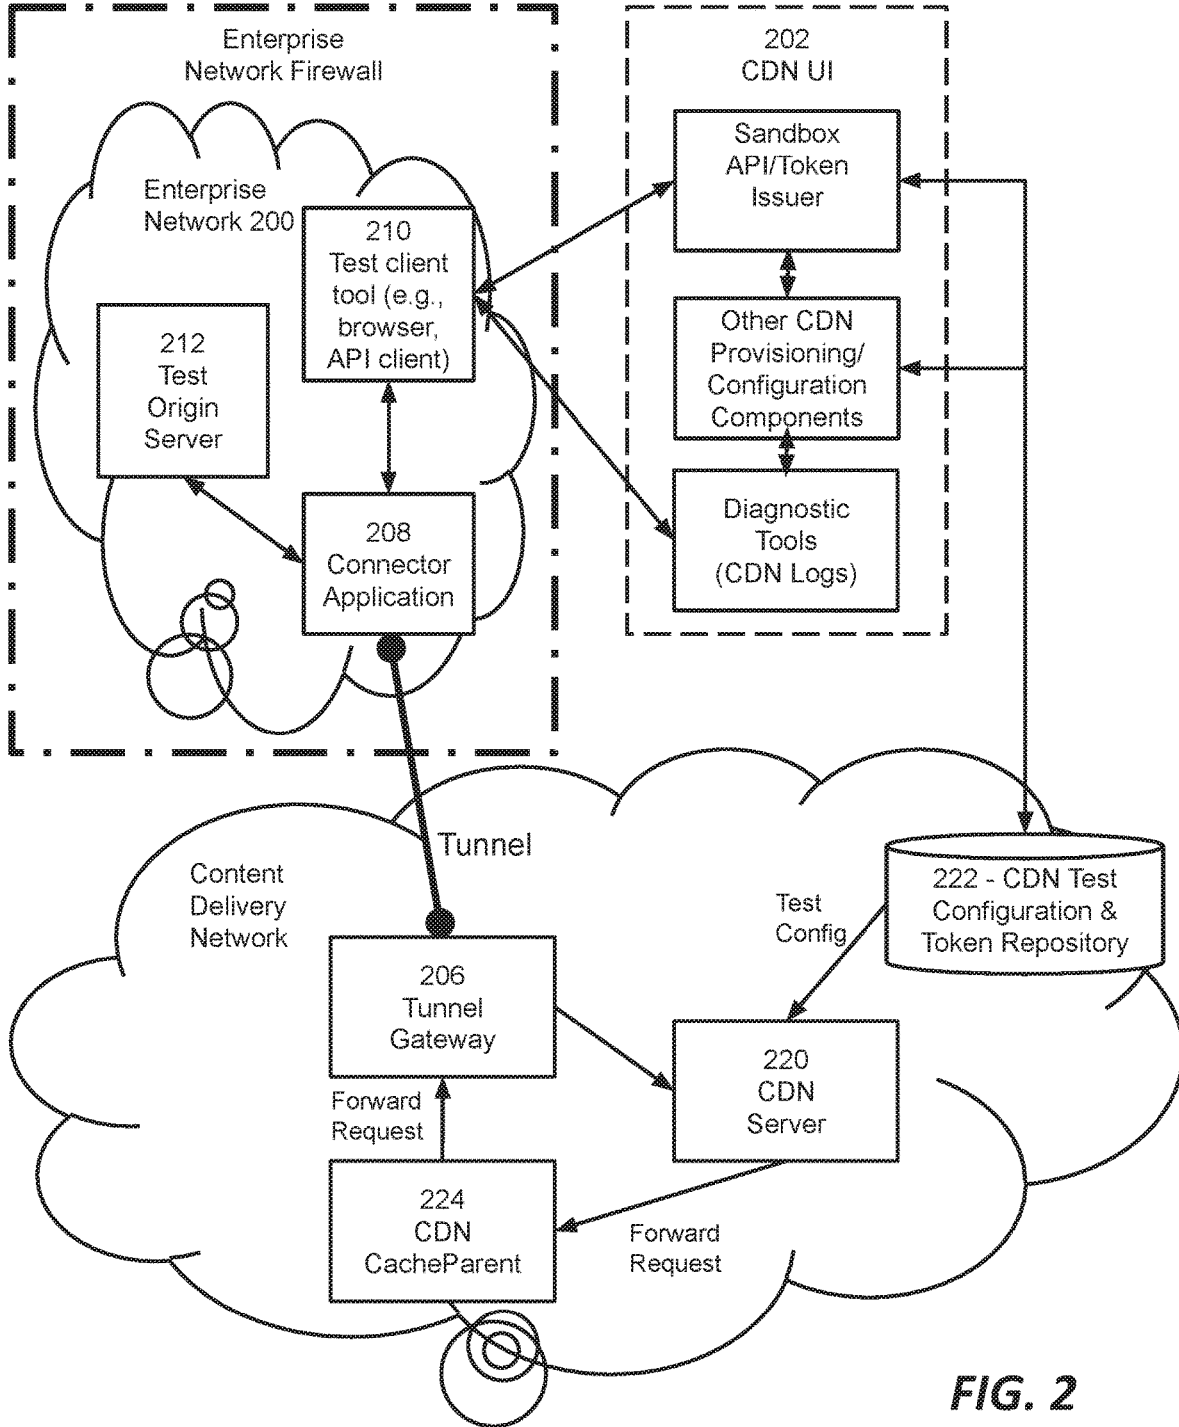 Enterprise
Network Firewall
202
CDN UI
Sandbox
API/Token
Issuer
Enterprise
Network 200
210
Test client
tool (e.g.,
browser,
API client)
212
Test
Origin
Server
Other CDN
Provisioning/
Configuration
Components
208
Connector
Application
Diagnostic
Tools
(CDN Logs)
Tunnel
Content
Delivery
Network
222 - CDN Test
Configuration &
Token Repository
Test
Config
206
Tunnel
Gateway
220
CDN
Server
Forward
Request
224
CDN
CacheParent
Forward
Request
FIG. 2